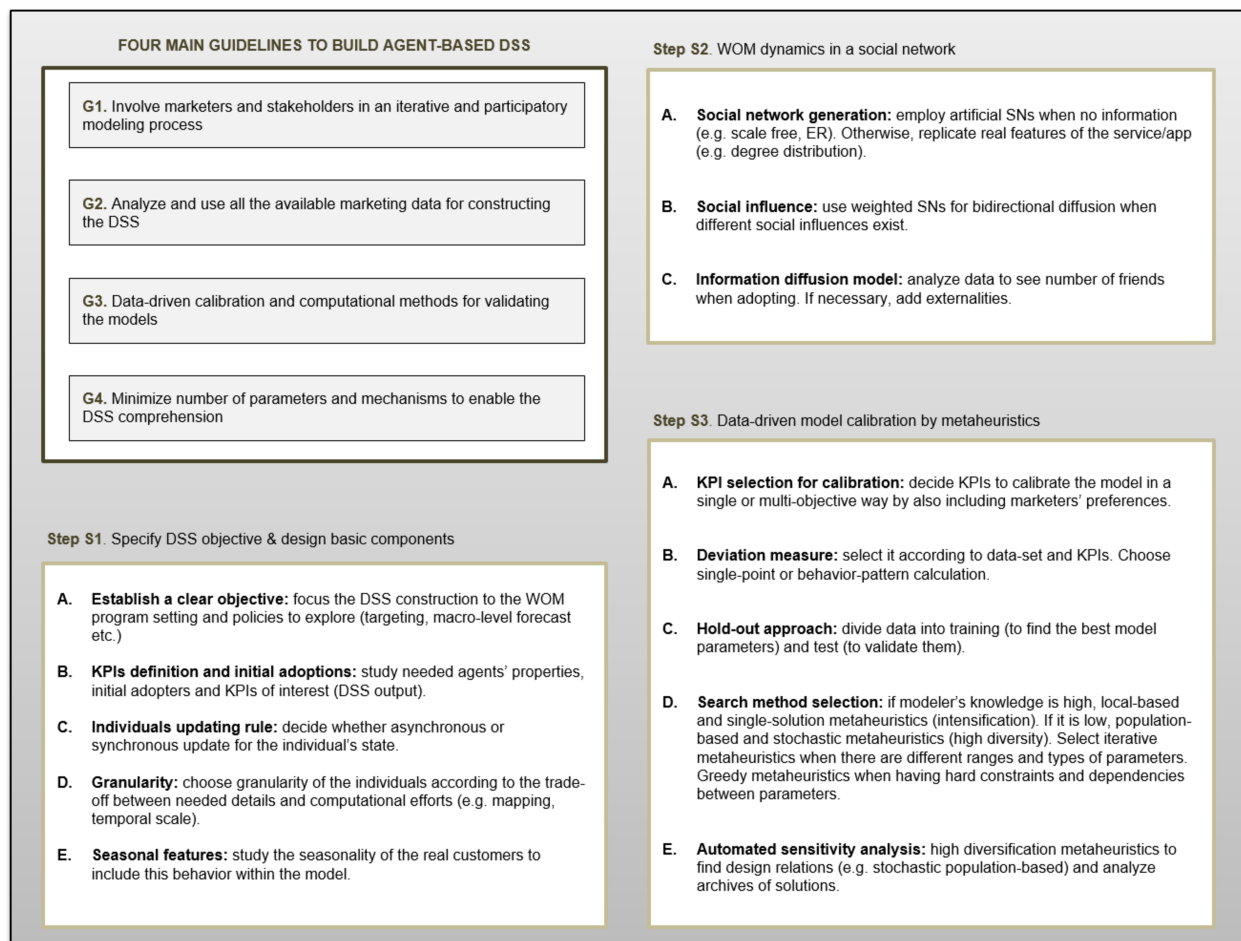 FOUR MAIN GUIDELINES TO BUILD AGENT-BASED DSS
G1. Involve marketers and stakeholders in an iterative and participatory
modeling process
G2. Analyze and use all the available marketing data for constructing
the DSS
G3. Data-driven calibration and computational methods for validating
the models
G4. Minimize number of parameters and mechanisms to enable the
DSS comprehension
Step S1. Specify DSS objective & design basic components
A. Establish a clear objective: focus the DSS construction to the WOM
program setting and policies to explore (targeting, macro-level forecast
etc.)
B. KPIs definition and initial adoptions: study needed agents' properties,
initial adopters and KPIs of interest (DSS output).
C. Individuals updating rule: decide whether asynchronous or
synchronous update for the individual's state.
D. Granularity: choose granularity of the individuals according to the trade-
off between needed details and computational efforts (e.g. mapping,
temporal scale).
E. Seasonal features: study the seasonality of the real customers to
include this behavior within the model.
Step S2. WOM dynamics in a social network
A. Social network generation: employ artificial SNs when no information
(e.g. scale free, ER). Otherwise, replicate real features of the service/app
(e.g. degree distribution).
B. Social influence: use weighted SNs for bidirectional diffusion when
different social influences exist.
C. Information diffusion model: analyze data to see number of friends
when adopting. If necessary, add externalities.
Step S3. Data-driven model calibration by metaheuristics
A. KPI selection for calibration: decide KPIs to calibrate the model in a
single or multi-objective way by also including marketers' preferences.
B. Deviation measure: select it according to data-set and KPIs. Choose
single-point or behavior-pattern calculation.
C. Hold-out approach: divide data into training (to find the best model
parameters) and test (to validate them).
D. Search method selection: if modeler's knowledge is high, local-based
and single-solution metaheuristics (intensification). If it is low, population-
based and stochastic metaheuristics (high diversity). Select iterative
metaheuristics when there are different ranges and types of parameters.
Greedy metaheuristics when having hard constraints and dependencies
between parameters.
E. Automated sensitivity analysis: high diversification metaheuristics to
find design relations (e.g. stochastic population-based) and analyze
archives of solutions.